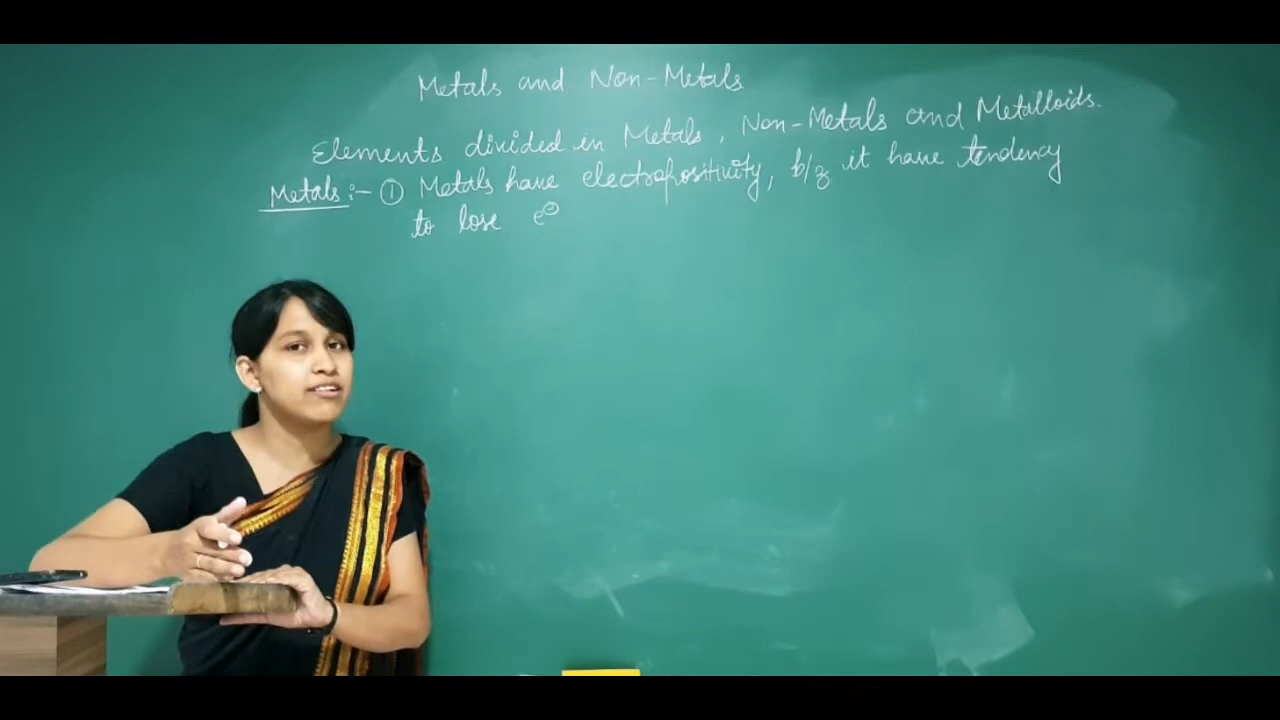 Metals and Non-Metals
Elements divided in Metals, Non-Metals and Metalloids.
Metals :- ① Metals have electropositivity, b/z it have tendency
to lose e⊖